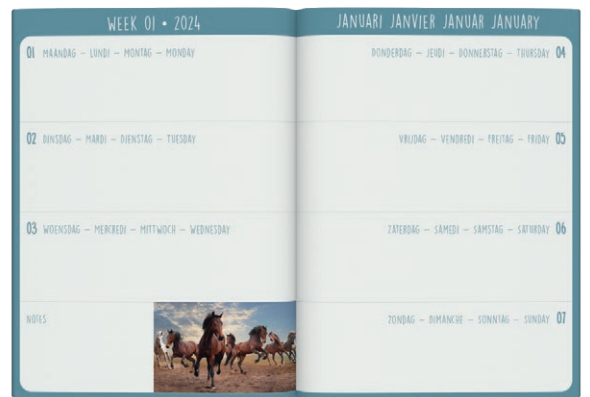 WEEK 01 • 2024
01 MAANDAG – LUNDI – MONTAG – MONDAY
02 DINSDAG – MARDI – DIENSTAG – TUESDAY
03 WOENSDAG – MERCREDI – MITTWOCH – WEDNESDAY
NOTES
JANUARI JANVIER JANUAR JANUARY
DONDERDAG – JEUDI – DONNERSTAG – THURSDAY 04
VRIJDAG – VENDREDI – FREITAG – FRIDAY 05
ZATERDAG – SAMEDI – SAMSTAG – SATURDAY 06
ZONDAG – DIMANCHE – SONNTAG – SUNDAY 07